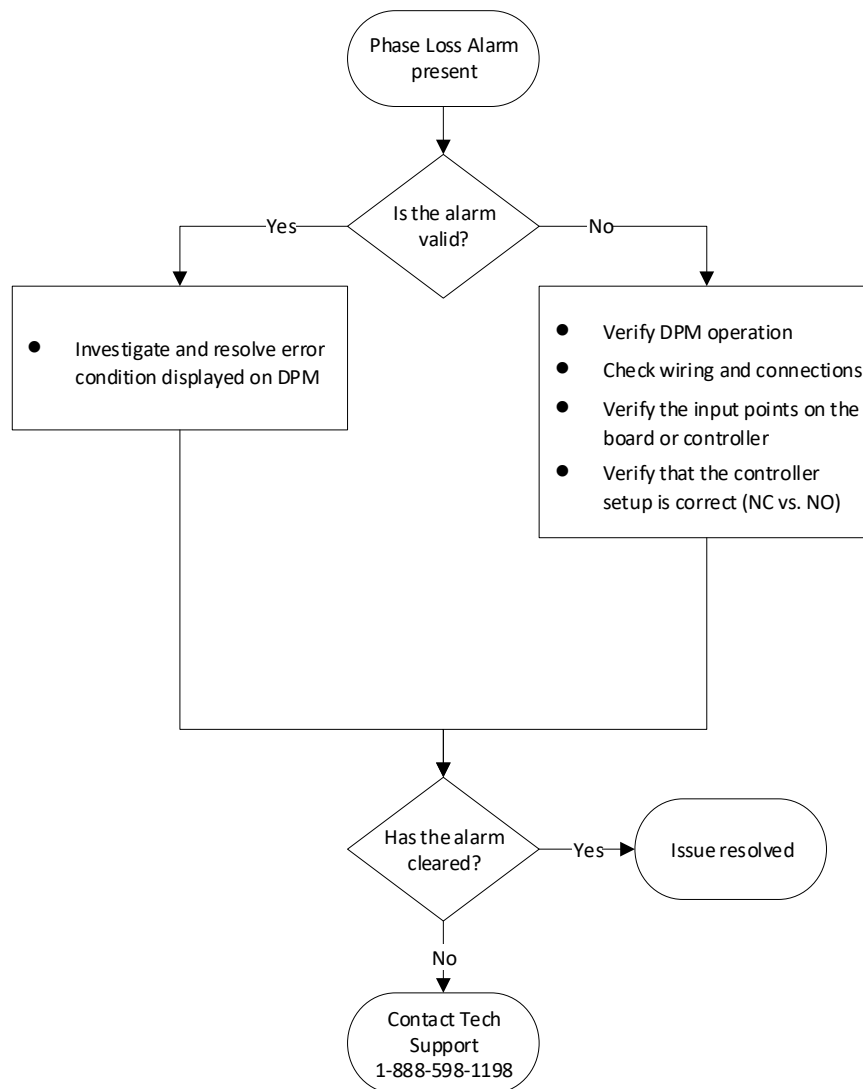 Phase Loss Alarm
present
Is the alarm
valid?
Yes
No
● Investigate and resolve error
condition displayed on DPM
● Verify DPM operation
● Check wiring and connections
● Verify the input points on the
board or controller
● Verify that the controller
setup is correct (NC vs. NO)
Has the alarm
cleared?
Yes
Issue resolved
No
Contact Tech
Support
1-888-598-1198